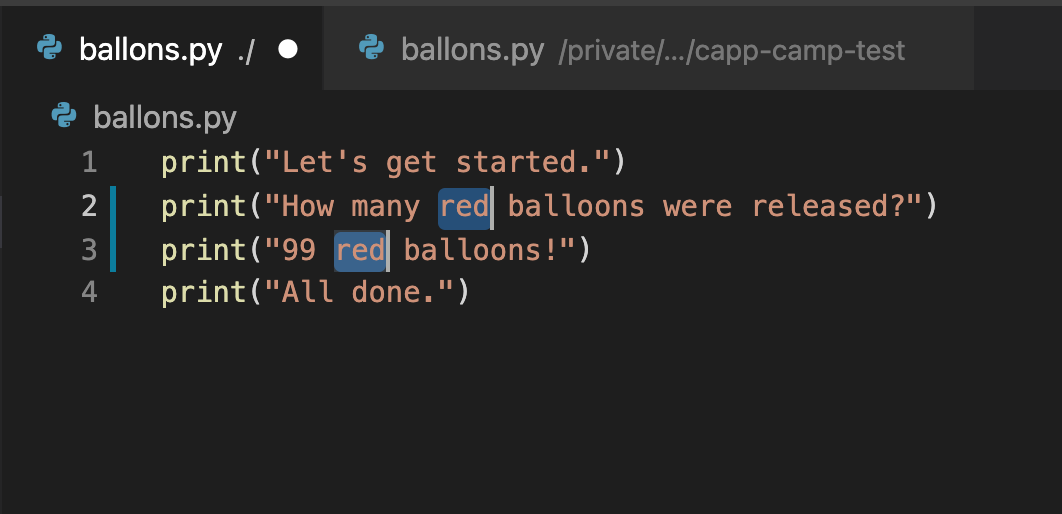 ballons.py ./ ballons.py /private/.../capp-camp-test
ballons.py
1 print("Let's get started.")
2 print("How many red balloons were released?")
3 print("99 red balloons!")
4 print("All done.")